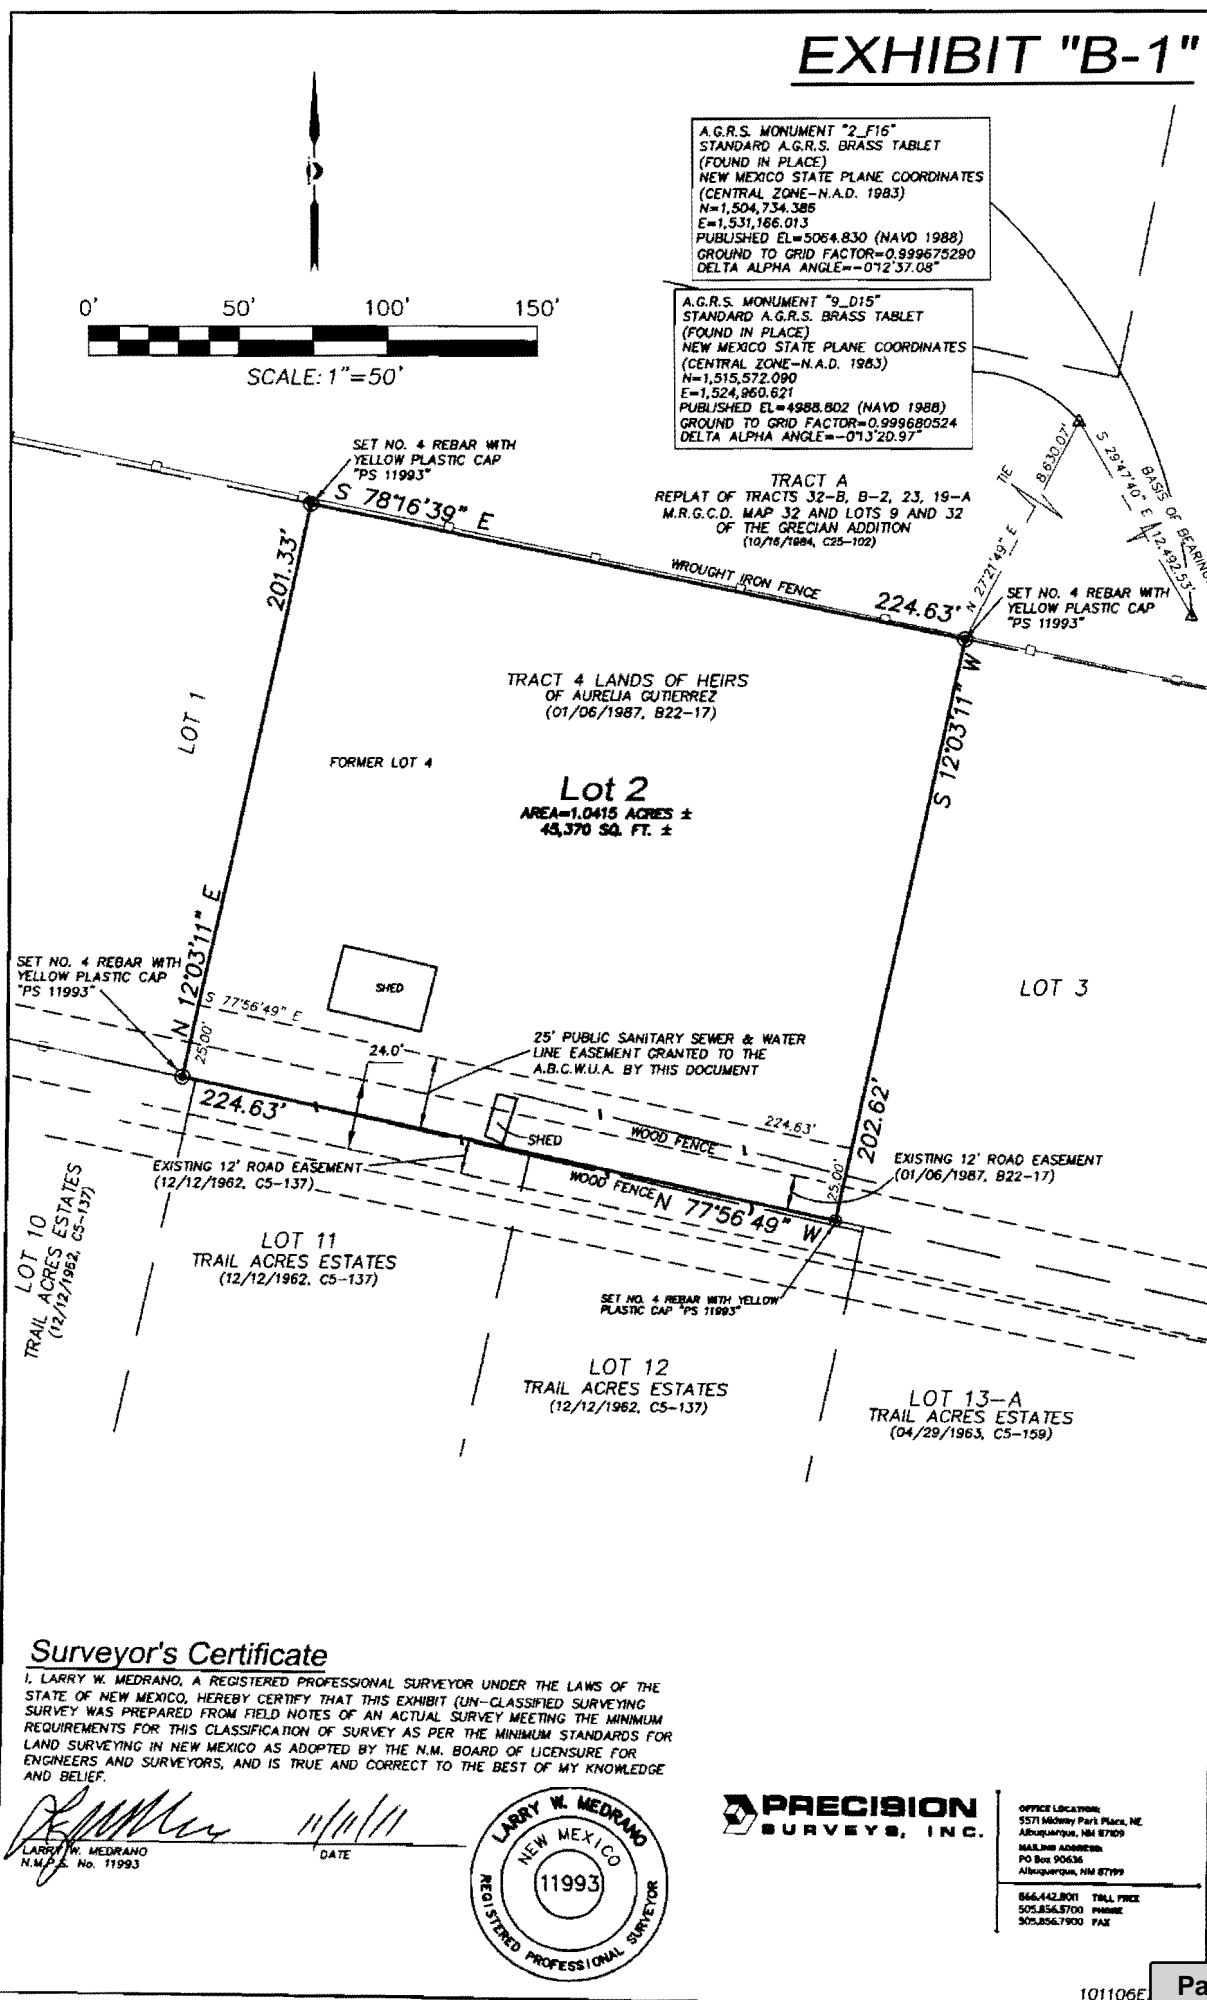 EXHIBIT "B-1"
A.G.R.S. MONUMENT "2_F16"
STANDARD A.G.R.S. BRASS TABLET
(FOUND IN PLACE)
NEW MEXICO STATE PLANE COORDINATES
(CENTRAL ZONE-N.A.D. 1983)
N=1,504,734.386
E=1,531,166.013
PUBLISHED EL=5064.830 (NAVD 1988)
GROUND TO GRID FACTOR=0.999675290
DELTA ALPHA ANGLE=-0°12'37.08"
A.G.R.S. MONUMENT "9_D15"
STANDARD A.G.R.S. BRASS TABLET
(FOUND IN PLACE)
NEW MEXICO STATE PLANE COORDINATES
(CENTRAL ZONE-N.A.D. 1983)
N=1,515,572.090
E=1,524,960.621
PUBLISHED EL=4988.802 (NAVD 1988)
GROUND TO GRID FACTOR=0.999680524
DELTA ALPHA ANGLE=-0°13'20.97"
0' 50' 100' 150'
SCALE: 1"=50'
SET NO. 4 REBAR WITH
YELLOW PLASTIC CAP
"PS 11993"
S 78°16'39" E
224.63'
WROUGHT IRON FENCE
TRACT A
REPLAT OF TRACTS 32-B, B-2, 23, 19-A
M.R.G.C.D. MAP 32 AND LOTS 9 AND 32
OF THE GRECIAN ADDITION
(10/16/1984, C25-102)
TIE
8,630.07'
N 27°21'49" E
S 29°47'40" E
12,492.53'
BASIS OF BEARING
SET NO. 4 REBAR WITH
YELLOW PLASTIC CAP
"PS 11993"
201.33'
N 12°03'11" E
LOT 1
TRACT 4 LANDS OF HEIRS
OF AURELIA GUTIERREZ
(01/06/1987, B22-17)
FORMER LOT 4
Lot 2
AREA=1.0415 ACRES ±
45,370 SQ. FT. ±
S 12°03'11" W
202.62'
LOT 3
SET NO. 4 REBAR WITH
YELLOW PLASTIC CAP
"PS 11993"
S 77°56'49" E
25.00'
SHED
24.0'
25' PUBLIC SANITARY SEWER & WATER
LINE EASEMENT GRANTED TO THE
A.B.C.W.U.A. BY THIS DOCUMENT
224.63'
224.63'
SHED
WOOD FENCE
WOOD FENCE
25.00'
EXISTING 12' ROAD EASEMENT
(12/12/1962, C5-137)
EXISTING 12' ROAD EASEMENT
(01/06/1987, B22-17)
N 77°56'49" W
LOT 10
TRAIL ACRES ESTATES
(12/12/1962, C5-137)
LOT 11
TRAIL ACRES ESTATES
(12/12/1962, C5-137)
SET NO. 4 REBAR WITH YELLOW
PLASTIC CAP "PS 11993"
LOT 12
TRAIL ACRES ESTATES
(12/12/1962, C5-137)
LOT 13-A
TRAIL ACRES ESTATES
(04/29/1963, C5-159)
Surveyor's Certificate
I, LARRY W. MEDRANO, A REGISTERED PROFESSIONAL SURVEYOR UNDER THE LAWS OF THE
STATE OF NEW MEXICO, HEREBY CERTIFY THAT THIS EXHIBIT (UN-CLASSIFIED SURVEYING
SURVEY WAS PREPARED FROM FIELD NOTES OF AN ACTUAL SURVEY MEETING THE MINIMUM
REQUIREMENTS FOR THIS CLASSIFICATION OF SURVEY AS PER THE MINIMUM STANDARDS FOR
LAND SURVEYING IN NEW MEXICO AS ADOPTED BY THE N.M. BOARD OF LICENSURE FOR
ENGINEERS AND SURVEYORS, AND IS TRUE AND CORRECT TO THE BEST OF MY KNOWLEDGE
AND BELIEF.
11/11/11
LARRY W. MEDRANO
N.M.P.S. No. 11993
DATE
LARRY W. MEDRANO
NEW MEXICO
11993
REGISTERED PROFESSIONAL SURVEYOR
PRECISION
SURVEYS, INC.
OFFICE LOCATION:
5571 Midway Park Place, NE
Albuquerque, NM 87109
MAILING ADDRESS:
PO Box 90636
Albuquerque, NM 87199
866.442.8011 TOLL FREE
505.856.5700 PHONE
505.856.7900 FAX
101106E
Pa